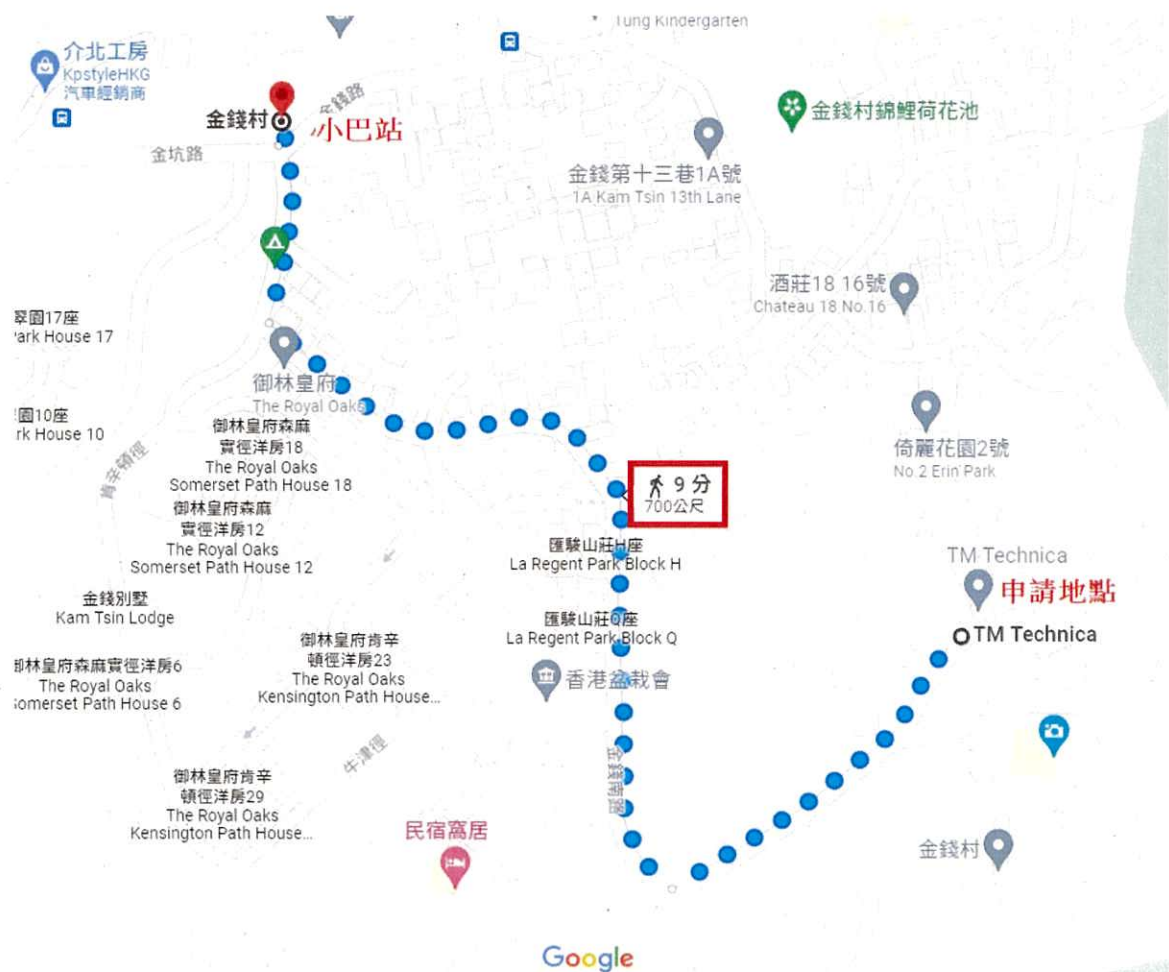 Tung Kindergarten
介北工房
KpstyleHKG
汽車經銷商
金錢村
小巴站
金錢路
金坑路
金錢村錦鯉荷花池
金錢第十三巷1A號
1A Kam Tsin 13th Lane
酒莊18 16號
Chateau 18 No.16
翠園17座
Park House 17
御林皇府
The Royal Oaks
園10座
rk House 10
御林皇府森麻
實徑洋房18
The Royal Oaks
Somerset Path House 18
倚麗花園2號
No.2 Erin Park
肯辛頓徑
9 分
700公尺
御林皇府森麻
實徑洋房12
The Royal Oaks
Somerset Path House 12
匯駿山莊H座
La Regent Park Block H
TM Technica
申請地點
TM Technica
金錢別墅
Kam Tsin Lodge
匯駿山莊Q座
La Regent Park Block Q
御林皇府肯辛
頓徑洋房23
The Royal Oaks
Kensington Path House...
御林皇府森麻實徑洋房6
The Royal Oaks
Somerset Path House 6
香港盆栽會
牛津徑
金錢南路
御林皇府肯辛
頓徑洋房29
The Royal Oaks
Kensington Path House...
民宿窩居
金錢村
Google